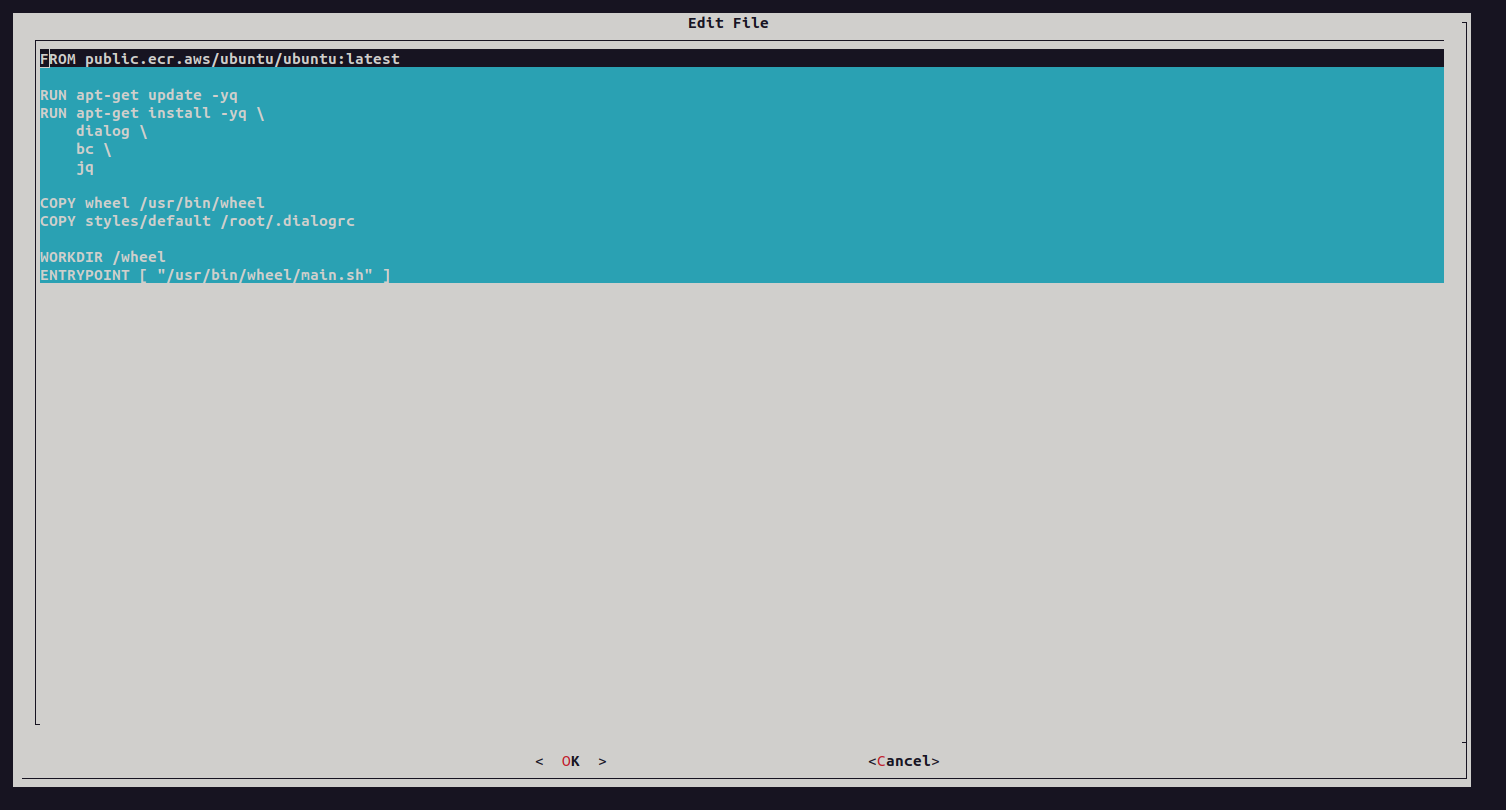 Edit File
FROM public.ecr.aws/ubuntu/ubuntu:latest
RUN apt-get update -yq
RUN apt-get install -yq \
    dialog \
    bc \
    jq
COPY wheel /usr/bin/wheel
COPY styles/default /root/.dialogrc
WORKDIR /wheel
ENTRYPOINT [ "/usr/bin/wheel/main.sh" ]
<  OK  > <Cancel>